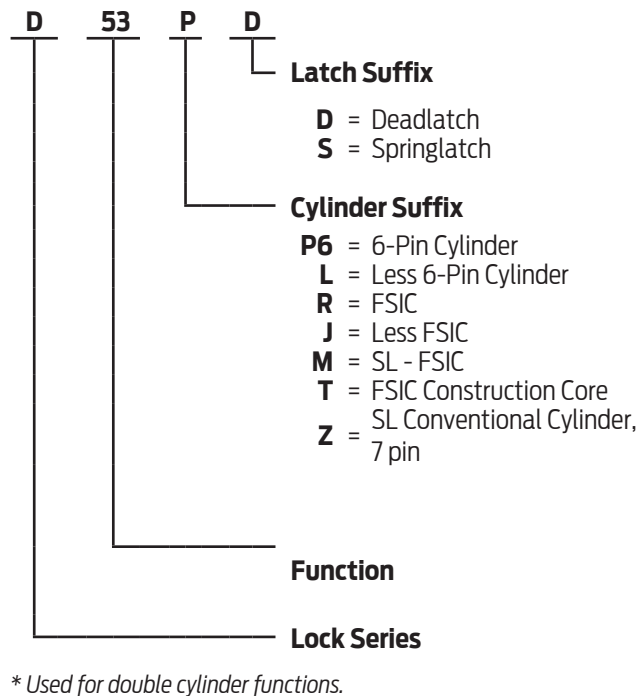 D 53 P D
Latch Suffix
D = Deadlatch
S = Springlatch
Cylinder Suffix
P6 = 6-Pin Cylinder
L = Less 6-Pin Cylinder
R = FSIC
J = Less FSIC
M = SL - FSIC
T = FSIC Construction Core
Z = SL Conventional Cylinder,
7 pin
Function
Lock Series
* Used for double cylinder functions.